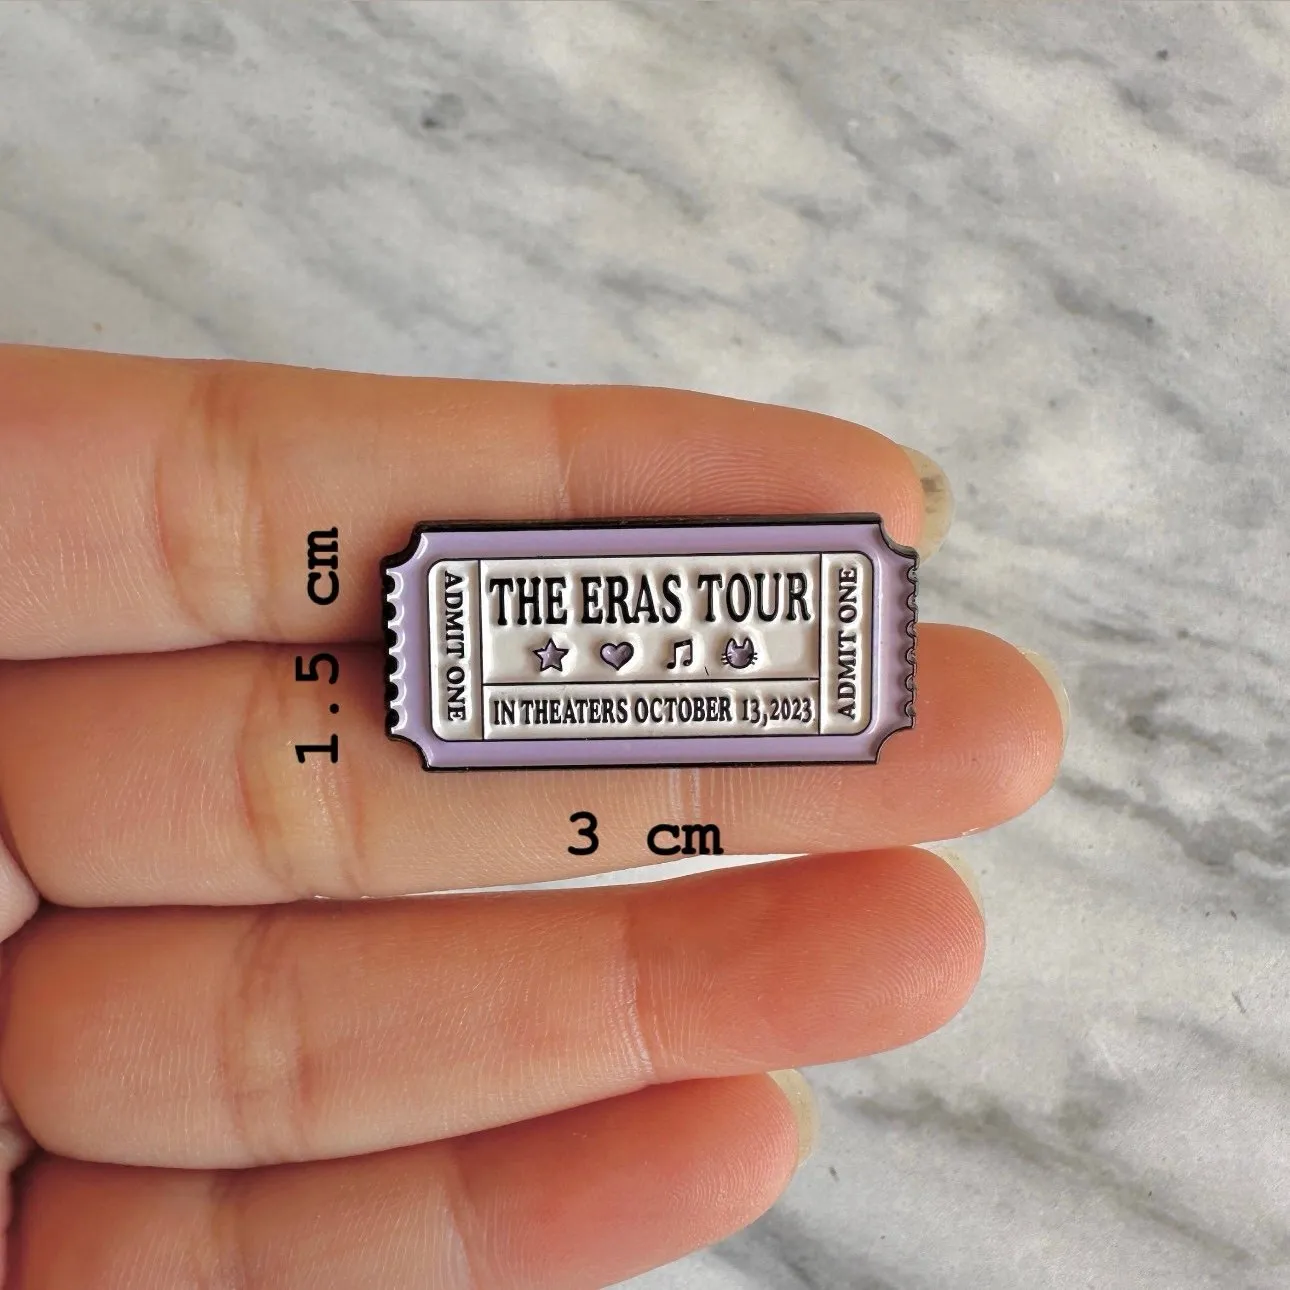 THE ERAS TOUR
IN THEATERS OCTOBER 13,2023
ADMIT ONE
ADMIT ONE
1.5 cm
3 cm